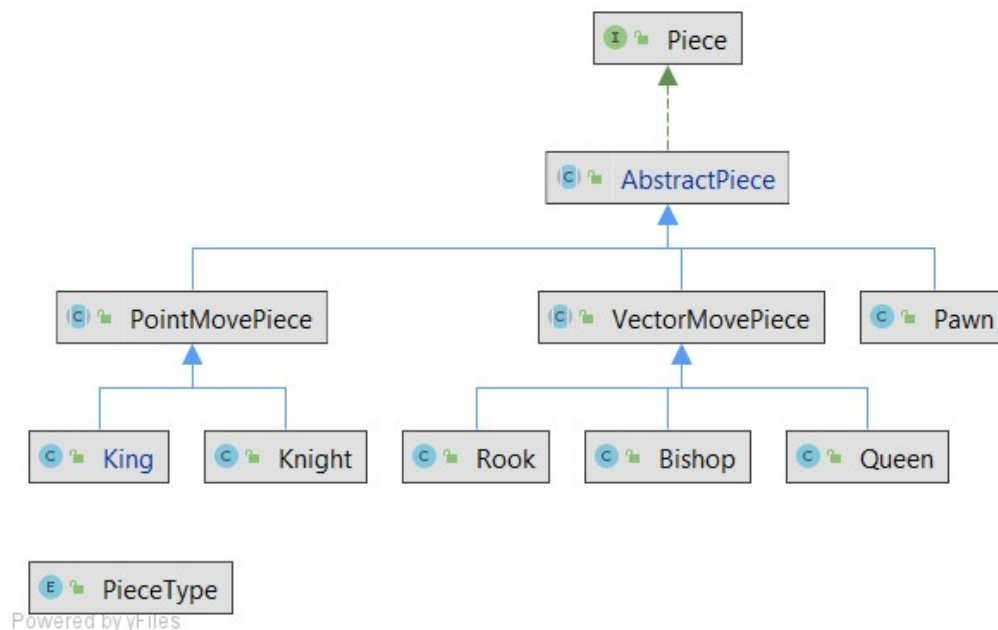 I Piece
C AbstractPiece
C PointMovePiece
C VectorMovePiece
C Pawn
C King
C Knight
C Rook
C Bishop
C Queen
E PieceType
Powered by yFiles